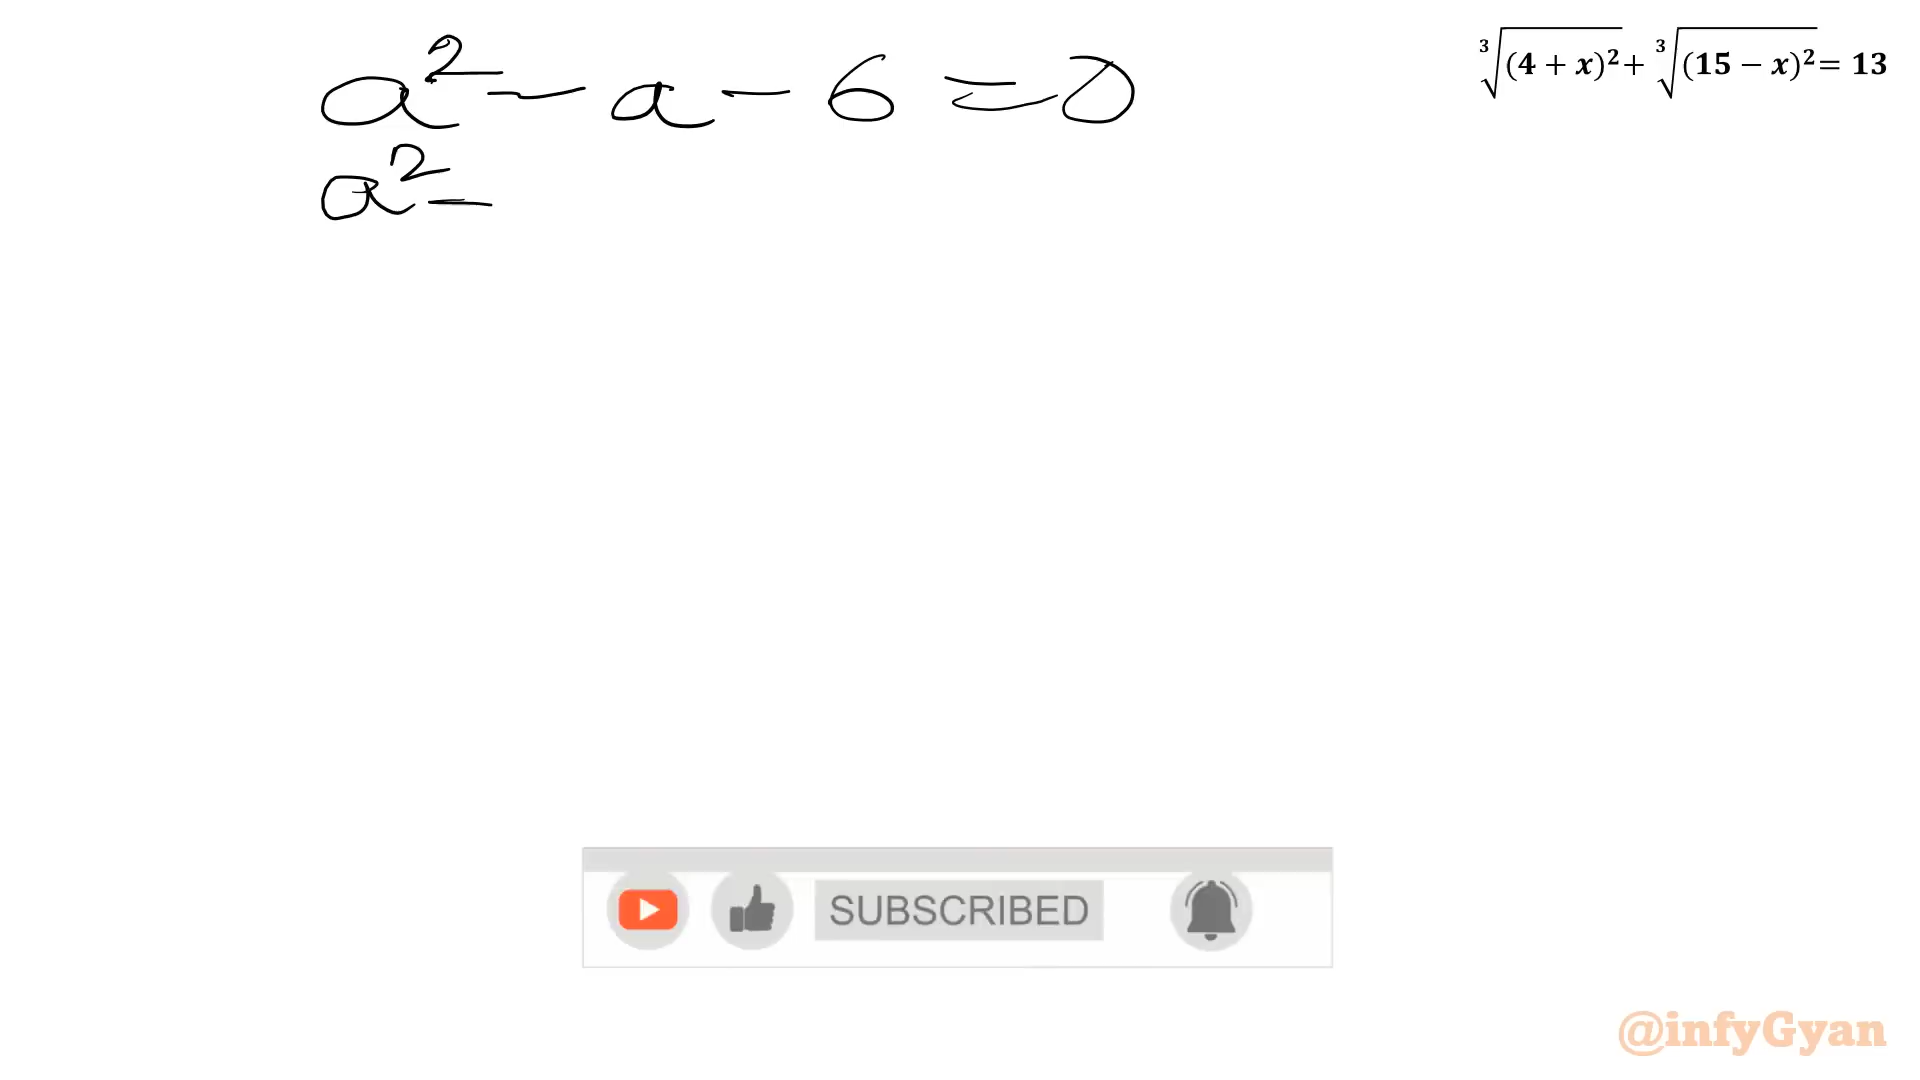 a² - a - 6 = 0
∛(4 + x)² + ∛(15 − x)² = 13
a² -
SUBSCRIBED
@infyGyan